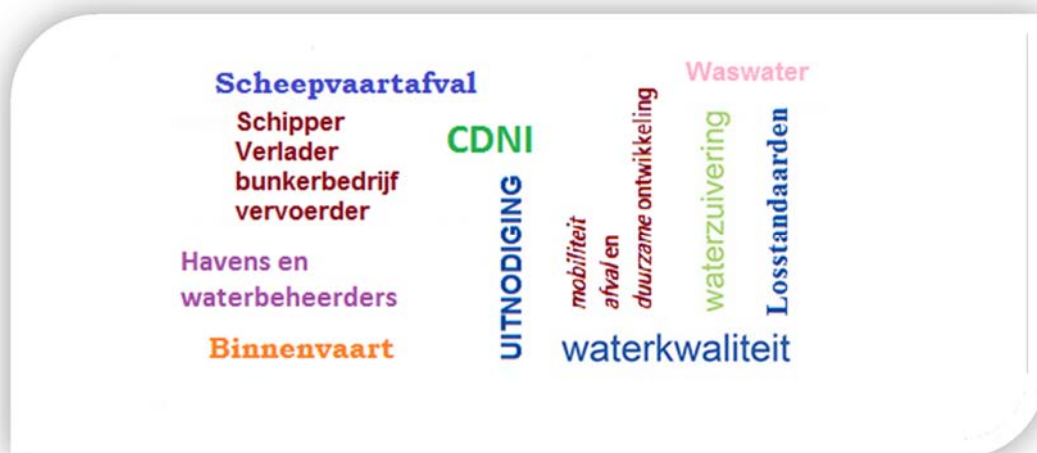 Scheepvaartafval
Schipper
Verlader
bunkerbedrijf
vervoerder
Havens en
waterbeheerders
Binnenvaart
CDNI
UITNODIGING
mobiliteit
afval en
duurzame ontwikkeling
waterkwaliteit
Waswater
waterzuivering
Losstandaarden